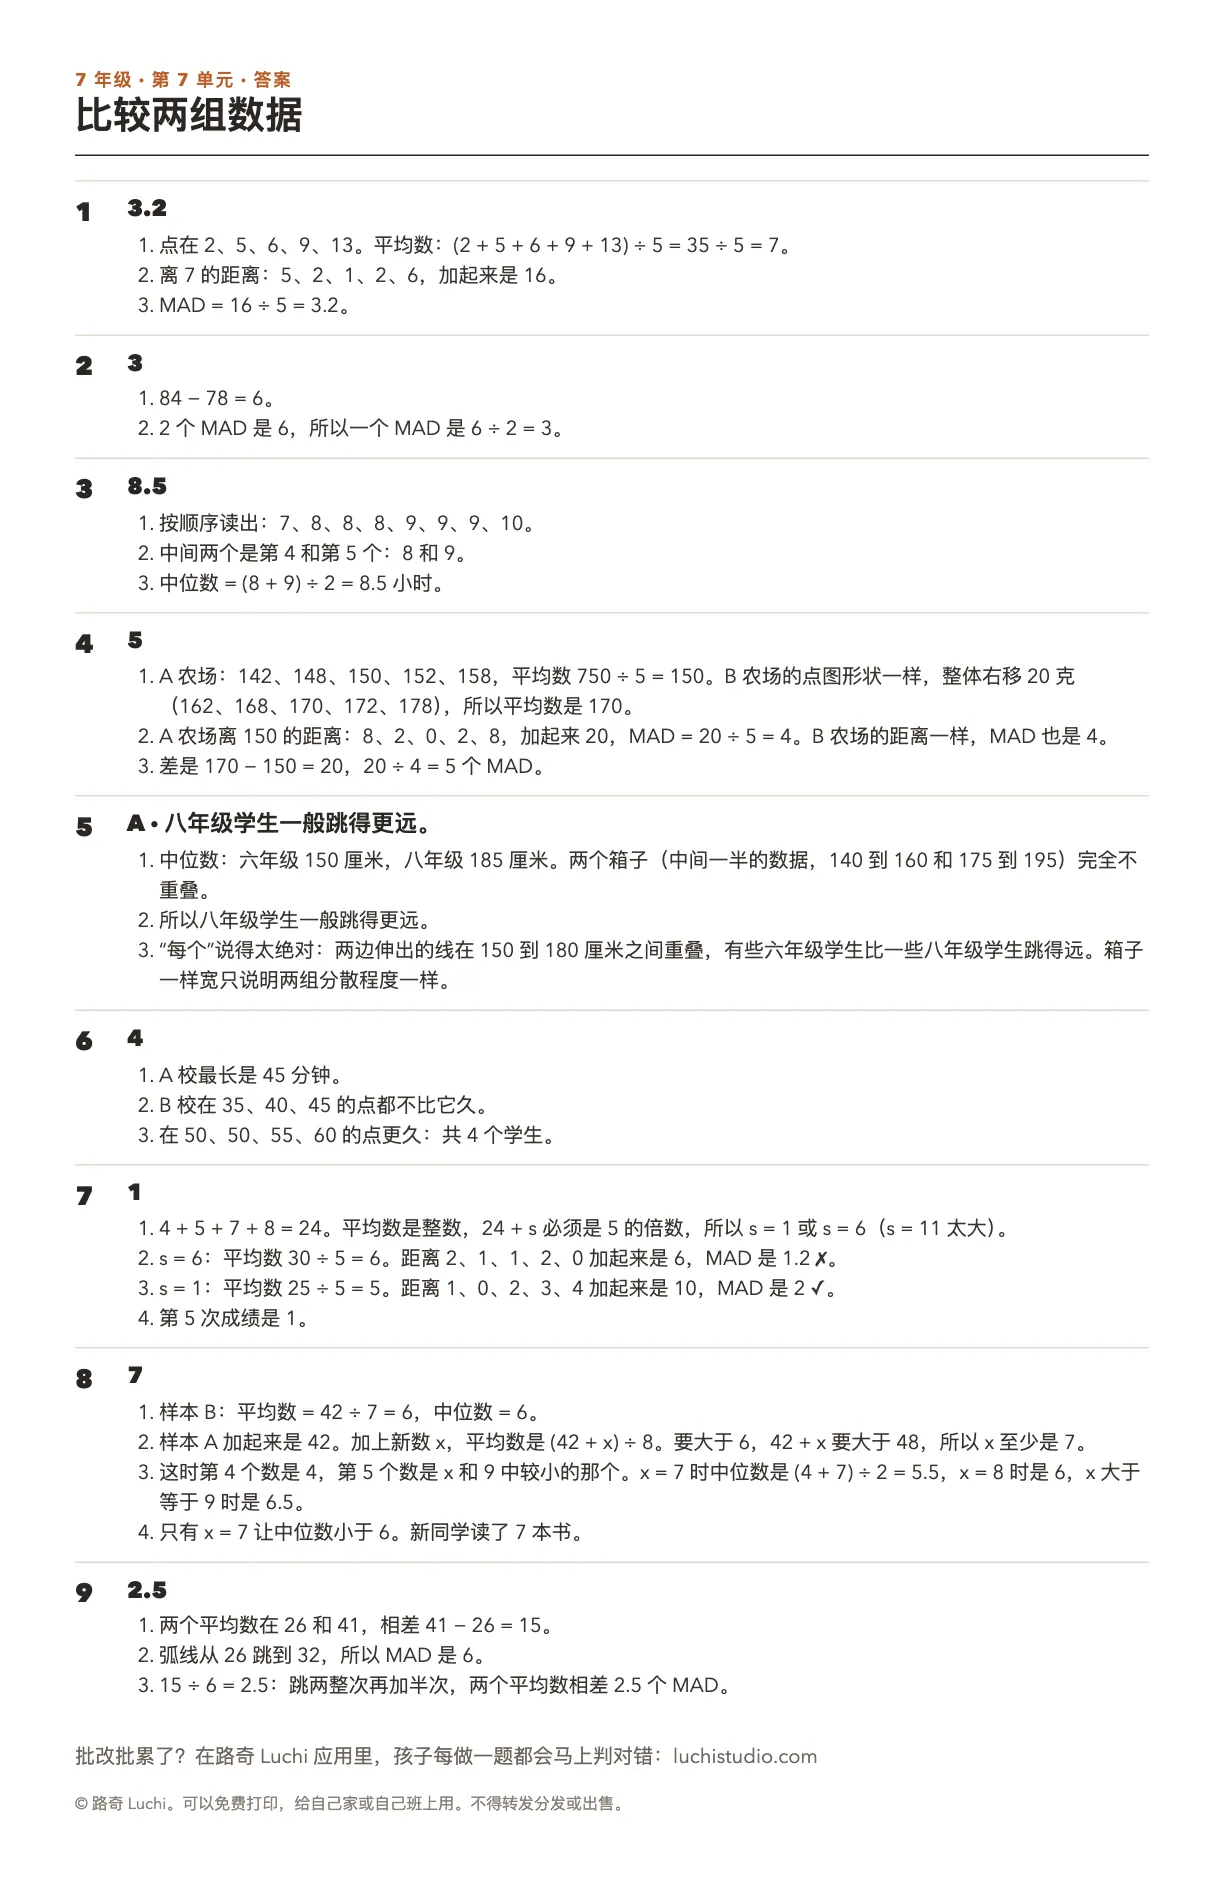 7 年级 · 第 7 单元 · 答案
比较两组数据
1 3.2
1. 点在 2、5、6、9、13。平均数：(2 + 5 + 6 + 9 + 13) ÷ 5 = 35 ÷ 5 = 7。
2. 离 7 的距离：5、2、1、2、6，加起来是 16。
3. MAD = 16 ÷ 5 = 3.2。
2 3
1. 84 − 78 = 6。
2. 2 个 MAD 是 6，所以一个 MAD 是 6 ÷ 2 = 3。
3 8.5
1. 按顺序读出：7、8、8、8、9、9、9、10。
2. 中间两个是第 4 和第 5 个：8 和 9。
3. 中位数 = (8 + 9) ÷ 2 = 8.5 小时。
4 5
1. A 农场：142、148、150、152、158，平均数 750 ÷ 5 = 150。B 农场的点图形状一样，整体右移 20 克
（162、168、170、172、178），所以平均数是 170。
2. A 农场离 150 的距离：8、2、0、2、8，加起来 20，MAD = 20 ÷ 5 = 4。B 农场的距离一样，MAD 也是 4。
3. 差是 170 − 150 = 20，20 ÷ 4 = 5 个 MAD。
5 A · 八年级学生一般跳得更远。
1. 中位数：六年级 150 厘米，八年级 185 厘米。两个箱子（中间一半的数据，140 到 160 和 175 到 195）完全不
重叠。
2. 所以八年级学生一般跳得更远。
3. “每个”说得太绝对：两边伸出的线在 150 到 180 厘米之间重叠，有些六年级学生比一些八年级学生跳得远。箱子
一样宽只说明两组分散程度一样。
6 4
1. A 校最长是 45 分钟。
2. B 校在 35、40、45 的点都不比它久。
3. 在 50、50、55、60 的点更久：共 4 个学生。
7 1
1. 4 + 5 + 7 + 8 = 24。平均数是整数，24 + s 必须是 5 的倍数，所以 s = 1 或 s = 6（s = 11 太大）。
2. s = 6：平均数 30 ÷ 5 = 6。距离 2、1、1、2、0 加起来是 6，MAD 是 1.2 ✗。
3. s = 1：平均数 25 ÷ 5 = 5。距离 1、0、2、3、4 加起来是 10，MAD 是 2 ✓。
4. 第 5 次成绩是 1。
8 7
1. 样本 B：平均数 = 42 ÷ 7 = 6，中位数 = 6。
2. 样本 A 加起来是 42。加上新数 x，平均数是 (42 + x) ÷ 8。要大于 6，42 + x 要大于 48，所以 x 至少是 7。
3. 这时第 4 个数是 4，第 5 个数是 x 和 9 中较小的那个。x = 7 时中位数是 (4 + 7) ÷ 2 = 5.5，x = 8 时是 6，x 大于
等于 9 时是 6.5。
4. 只有 x = 7 让中位数小于 6。新同学读了 7 本书。
9 2.5
1. 两个平均数在 26 和 41，相差 41 − 26 = 15。
2. 弧线从 26 跳到 32，所以 MAD 是 6。
3. 15 ÷ 6 = 2.5：跳两整次再加半次，两个平均数相差 2.5 个 MAD。
批改批累了？在路奇 Luchi 应用里，孩子每做一题都会马上判对错：luchistudio.com
© 路奇 Luchi。可以免费打印，给自己家或自己班上用。不得转发分发或出售。